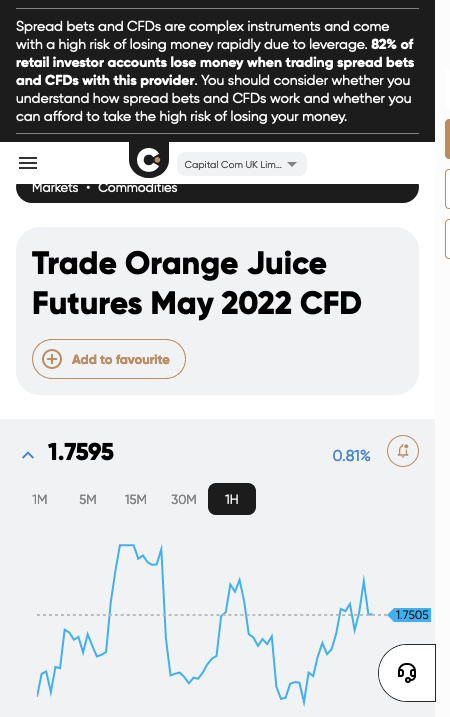 Spread bets and CFDs are complex instruments and come
with a high risk of losing money rapidly due to leverage. 82% of
retail investor accounts lose money when trading spread bets
and CFDs with this provider. You should consider whether you
understand how spread bets and CFDs work and whether you
can afford to take the high risk of losing your money.
Capital Com UK Lim...
Markets • Commodities
Trade Orange Juice
Futures May 2022 CFD
Add to favourite
1.7595 0.81%
1M 5M 15M 30M 1H
1.7505